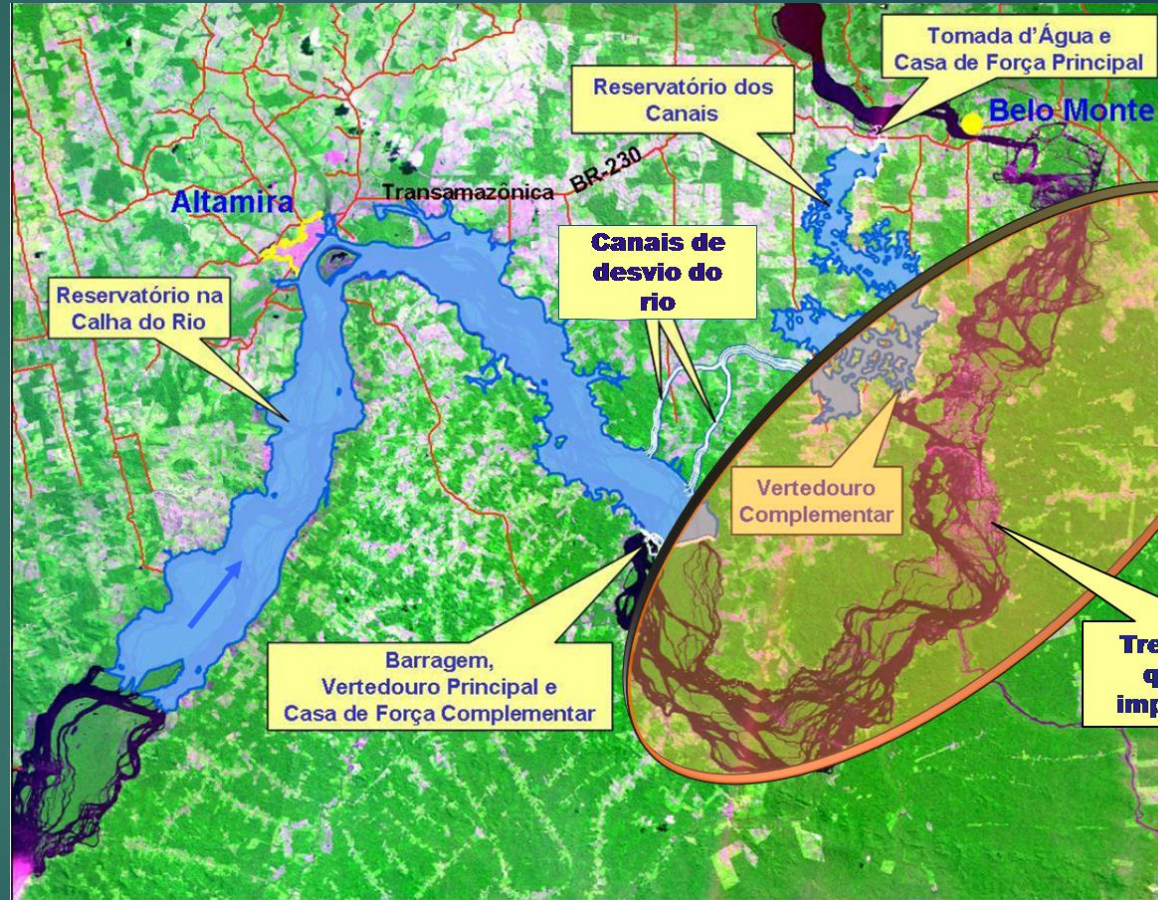 Tomada d'Água e
Casa de Força Principal
Reservatório dos
Canais
Belo Monte
Transamazônica BR-230
Altamira
Canais de
desvio do
rio
Reservatório na
Calha do Rio
Vertedouro
Complementar
Barragem,
Vertedouro Principal e
Casa de Força Complementar